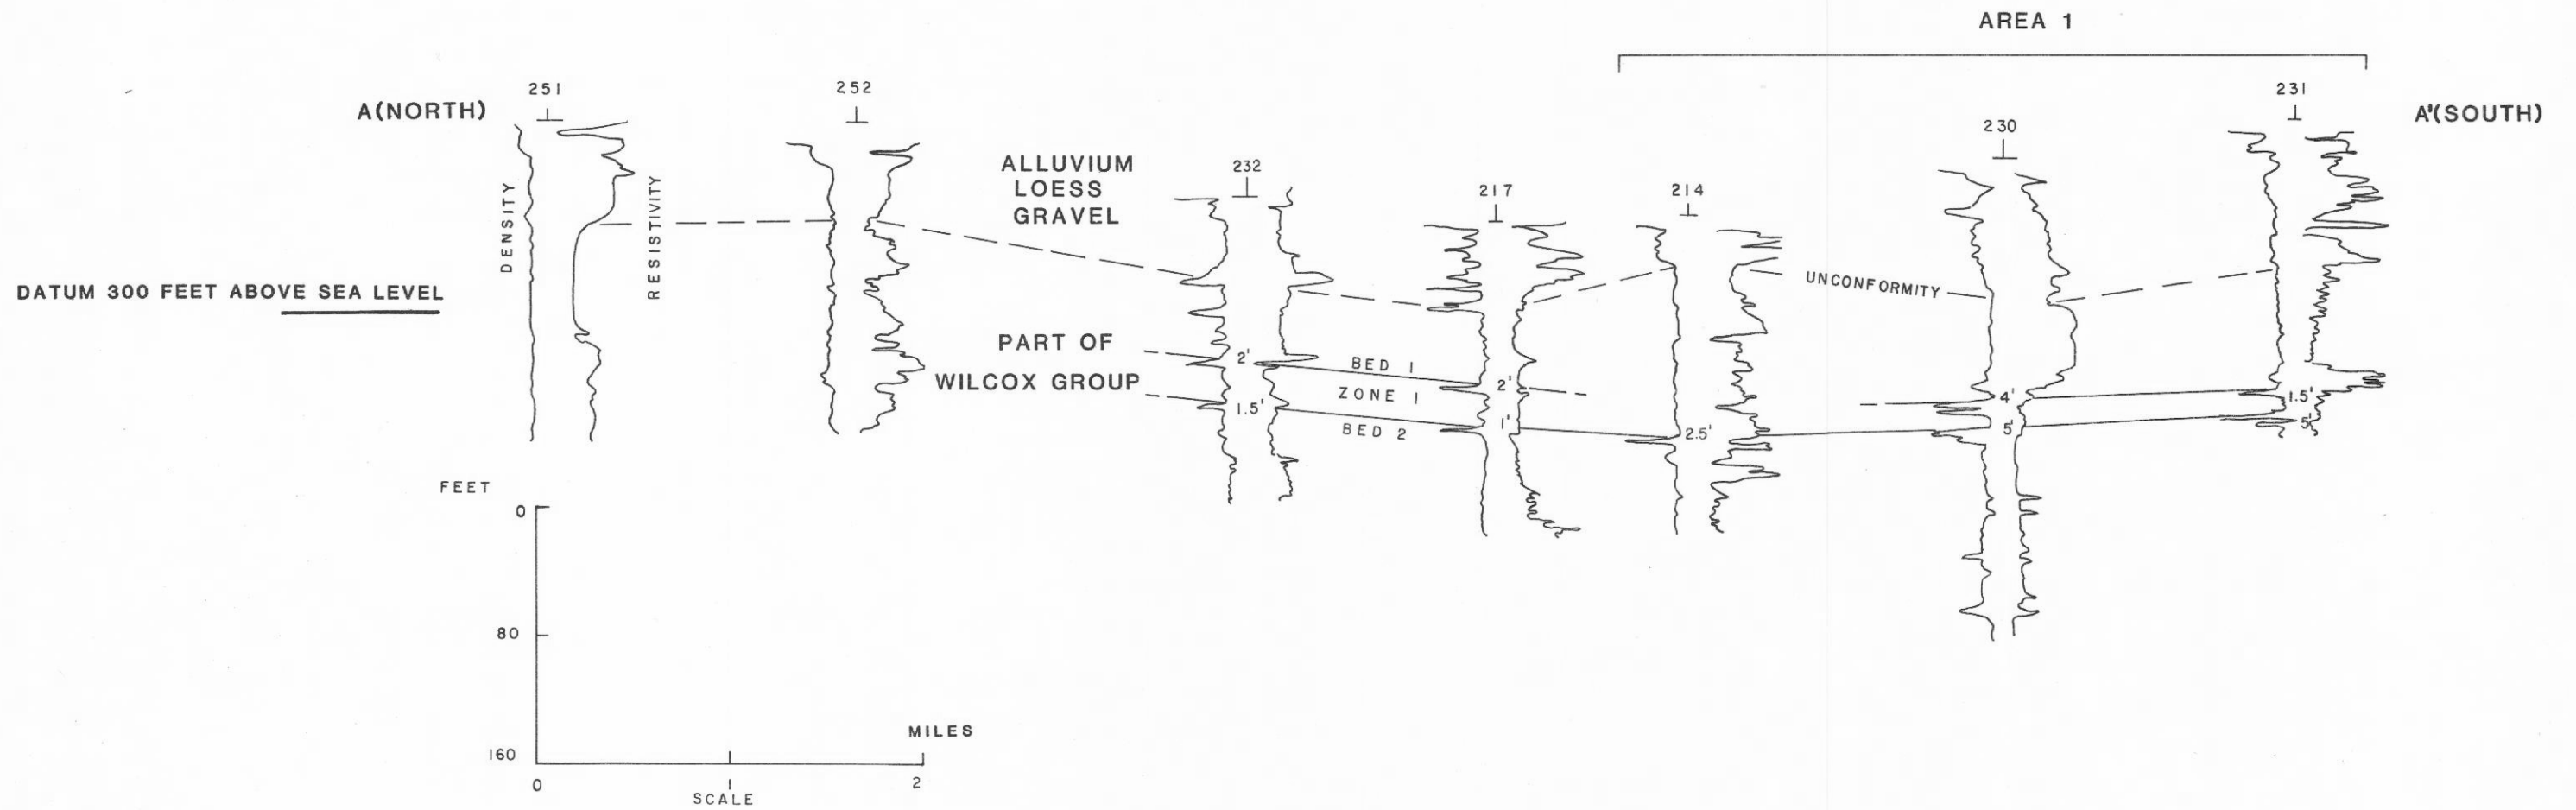 AREA 1
251
252
231
A(NORTH)
A'(SOUTH)
230
ALLUVIUM
LOESS
GRAVEL
232
217
214
DENSITY
RESISTIVITY
DATUM 300 FEET ABOVE SEA LEVEL
UNCONFORMITY
PART OF
WILCOX GROUP
2'
BED 1
2'
ZONE 1
4'
1.5'
1.5'
BED 2
1'
2.5'
5'
5'
FEET
0
80
160
MILES
0
1
2
SCALE